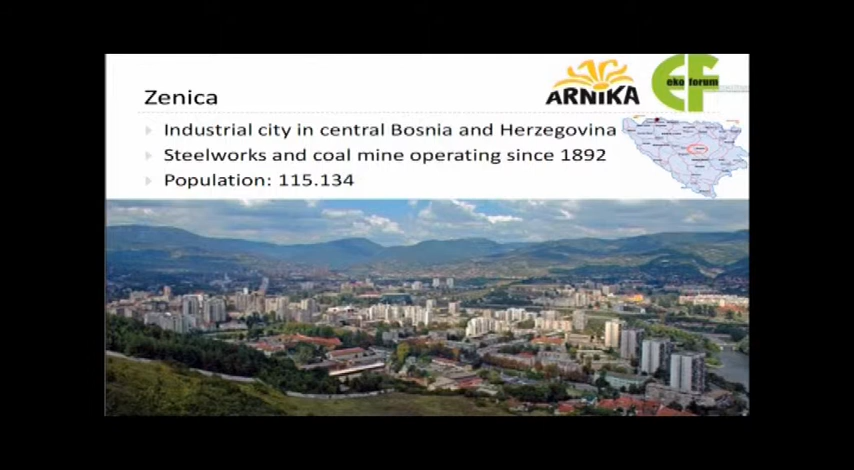 Zenica
ARNIKA
eko forum
Industrial city in central Bosnia and Herzegovina
Steelworks and coal mine operating since 1892
Population: 115.134